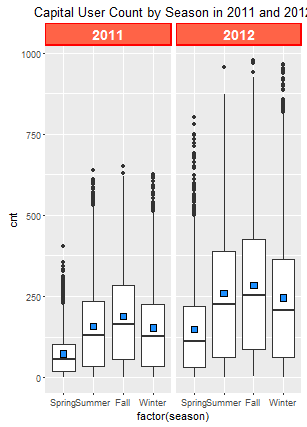 Capital User Count by Season in 2011 and 2012
2011 2012
1000
750
500
250
0
cnt
Spring Summer Fall Winter Spring Summer Fall Winter
factor(season)